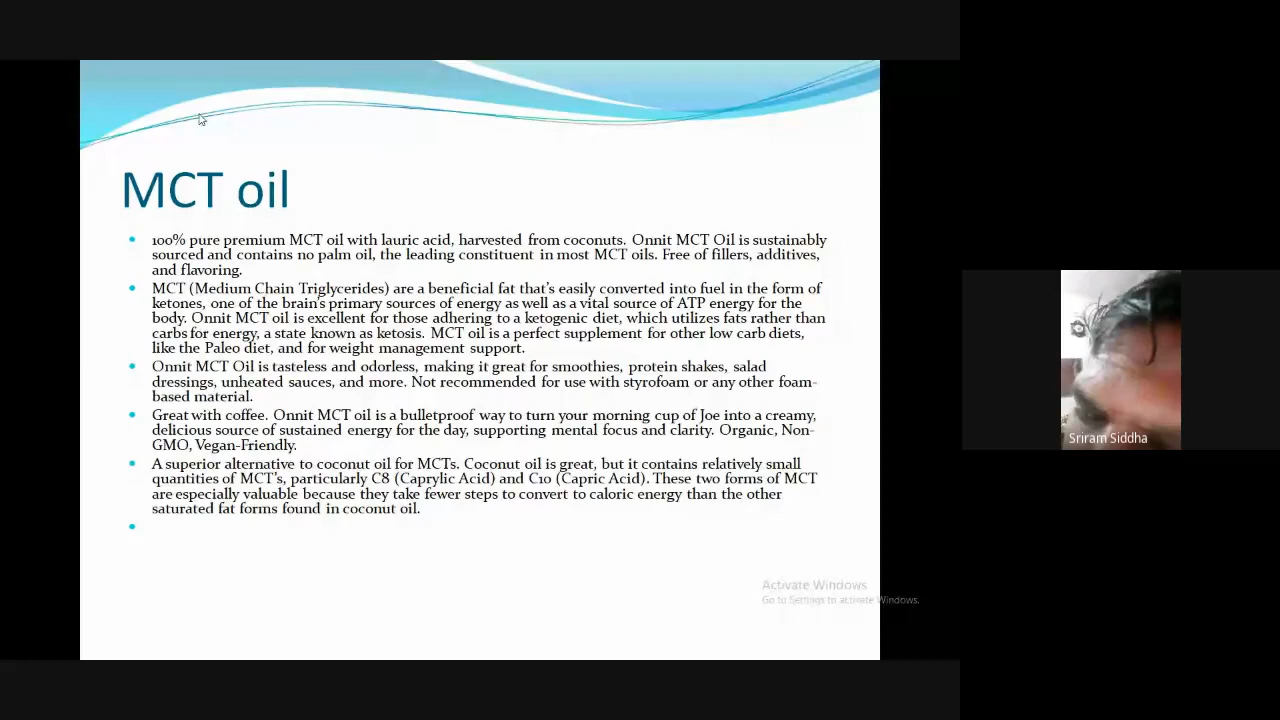 MCT oil
100% pure premium MCT oil with lauric acid, harvested from coconuts. Onnit MCT Oil is sustainably
sourced and contains no palm oil, the leading constituent in most MCT oils. Free of fillers, additives,
and flavoring.
MCT (Medium Chain Triglycerides) are a beneficial fat that's easily converted into fuel in the form of
ketones, one of the brain's primary sources of energy as well as a vital source of ATP energy for the
body. Onnit MCT oil is excellent for those adhering to a ketogenic diet, which utilizes fats rather than
carbs for energy, a state known as ketosis. MCT oil is a perfect supplement for other low carb diets,
like the Paleo diet, and for weight management support.
Onnit MCT Oil is tasteless and odorless, making it great for smoothies, protein shakes, salad
dressings, unheated sauces, and more. Not recommended for use with styrofoam or any other foam-
based material.
Great with coffee. Onnit MCT oil is a bulletproof way to turn your morning cup of Joe into a creamy,
delicious source of sustained energy for the day, supporting mental focus and clarity. Organic, Non-
GMO, Vegan-Friendly.
A superior alternative to coconut oil for MCTs. Coconut oil is great, but it contains relatively small
quantities of MCT's, particularly C8 (Caprylic Acid) and C10 (Capric Acid). These two forms of MCT
are especially valuable because they take fewer steps to convert to caloric energy than the other
saturated fat forms found in coconut oil.
Activate Windows
Go to Settings to activate Windows.
Sriram Siddha